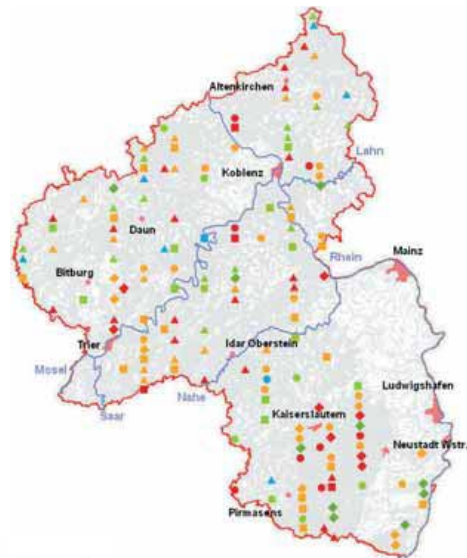 Altenkirchen
Lahn
Koblenz
Daun
Rhein
Mainz
Bitburg
Trier
Idar Oberstein
Mosel
Nahe
Saar
Ludwigshafen
Kaiserslautern
Neustadt Wstr.
Pirmasens